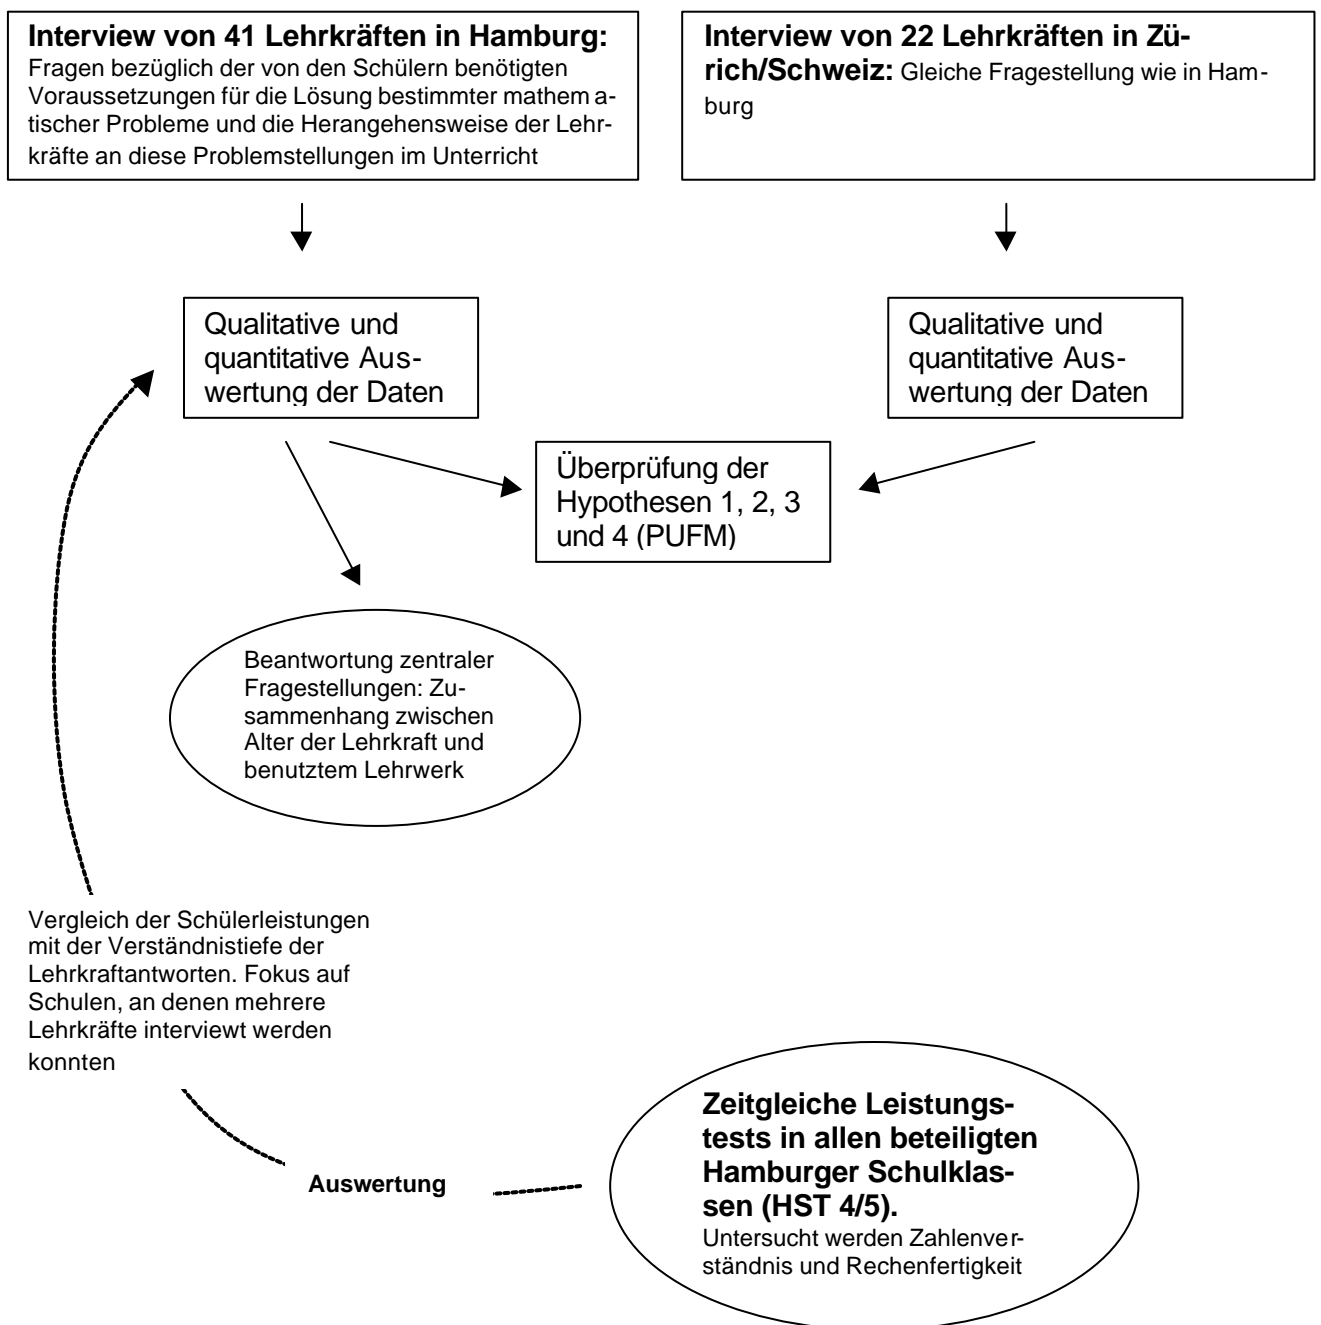 Interview von 41 Lehrkräften in Hamburg:
Fragen bezüglich der von den Schülern benötigten
Voraussetzungen für die Lösung bestimmter mathem a-
tischer Probleme und die Herangehensweise der Lehr-
kräfte an diese Problemstellungen im Unterricht
Interview von 22 Lehrkräften in Zü-
rich/Schweiz: Gleiche Fragestellung wie in Ham-
burg
Qualitative und
quantitative Aus-
wertung der Daten
Qualitative und
quantitative Aus-
wertung der Daten
Überprüfung der
Hypothesen 1, 2, 3
und 4 (PUFM)
Beantwortung zentraler
Fragestellungen: Zu-
sammenhang zwischen
Alter der Lehrkraft und
benutztem Lehrwerk
Vergleich der Schülerleistungen
mit der Verständnistiefe der
Lehrkraftantworten. Fokus auf
Schulen, an denen mehrere
Lehrkräfte interviewt werden
konnten
Auswertung
Zeitgleiche Leistungs-
tests in allen beteiligten
Hamburger Schulklas-
sen (HST 4/5).
Untersucht werden Zahlenver-
ständnis und Rechenfertigkeit